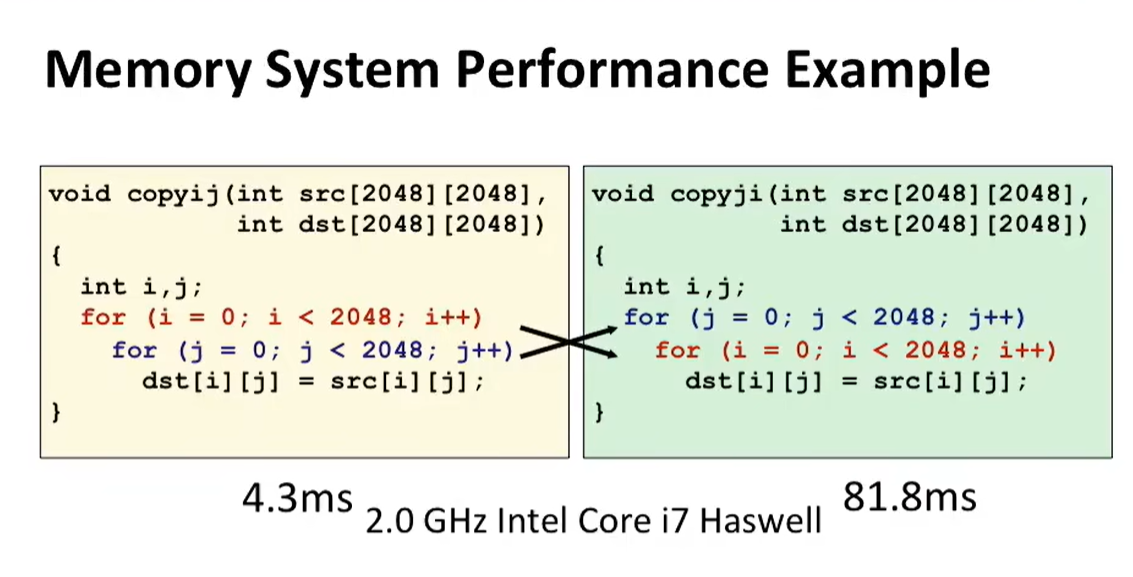 Memory System Performance Example
void copyij(int src[2048][2048],
            int dst[2048][2048])
{
  int i,j;
  for (i = 0; i < 2048; i++)
    for (j = 0; j < 2048; j++)
      dst[i][j] = src[i][j];
}
void copyji(int src[2048][2048],
            int dst[2048][2048])
{
  int i,j;
  for (j = 0; j < 2048; j++)
    for (i = 0; i < 2048; i++)
      dst[i][j] = src[i][j];
}
4.3ms
2.0 GHz Intel Core i7 Haswell
81.8ms